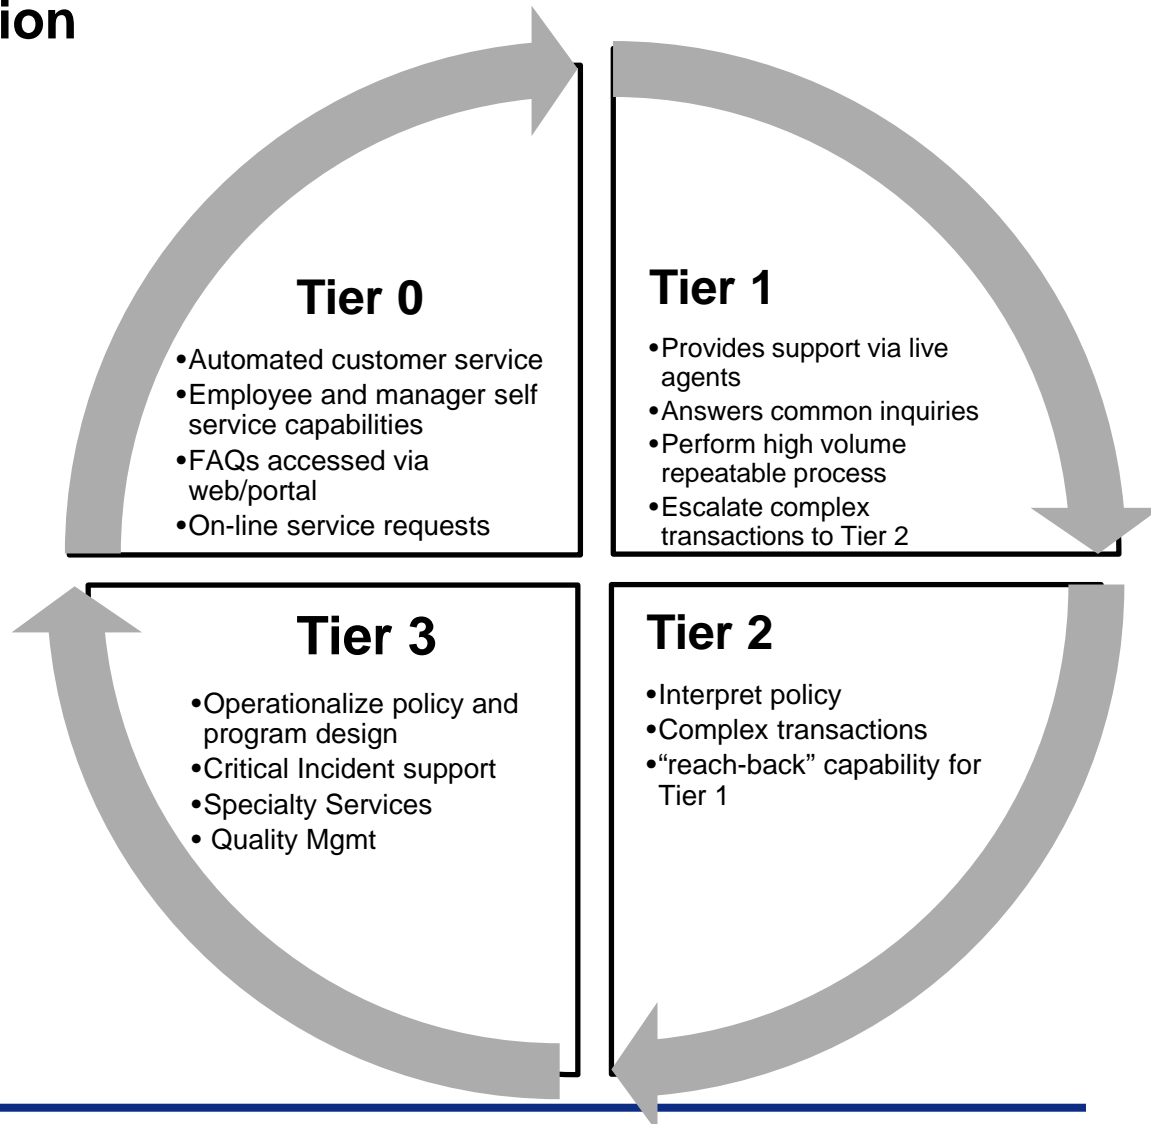 ion
Tier 0
•Automated customer service
•Employee and manager self
service capabilities
•FAQs accessed via
web/portal
•On-line service requests
Tier 1
•Provides support via live
agents
•Answers common inquiries
•Perform high volume
repeatable process
•Escalate complex
transactions to Tier 2
Tier 3
•Operationalize policy and
program design
•Critical Incident support
•Specialty Services
• Quality Mgmt
Tier 2
•Interpret policy
•Complex transactions
•“reach-back” capability for
Tier 1